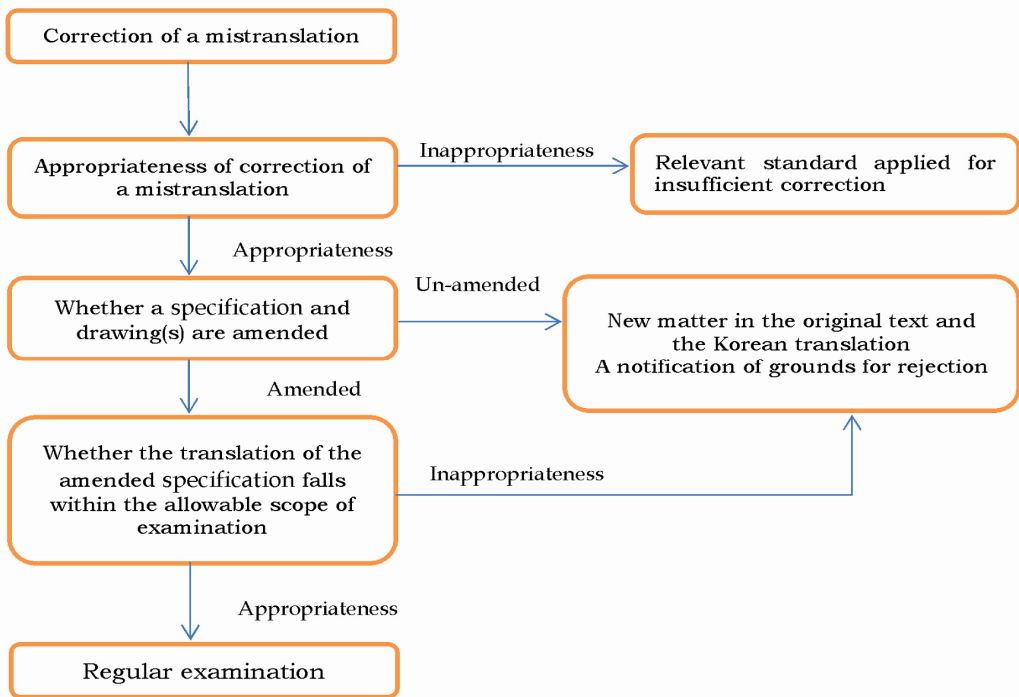 Correction of a mistranslation
Appropriateness of correction of
a mistranslation
Inappropriateness
Relevant standard applied for
insufficient correction
Appropriateness
Whether a specification and
drawing(s) are amended
Un-amended
New matter in the original text and
the Korean translation
A notification of grounds for rejection
Amended
Whether the translation of the
amended specification falls
within the allowable scope of
examination
Inappropriateness
Appropriateness
Regular examination